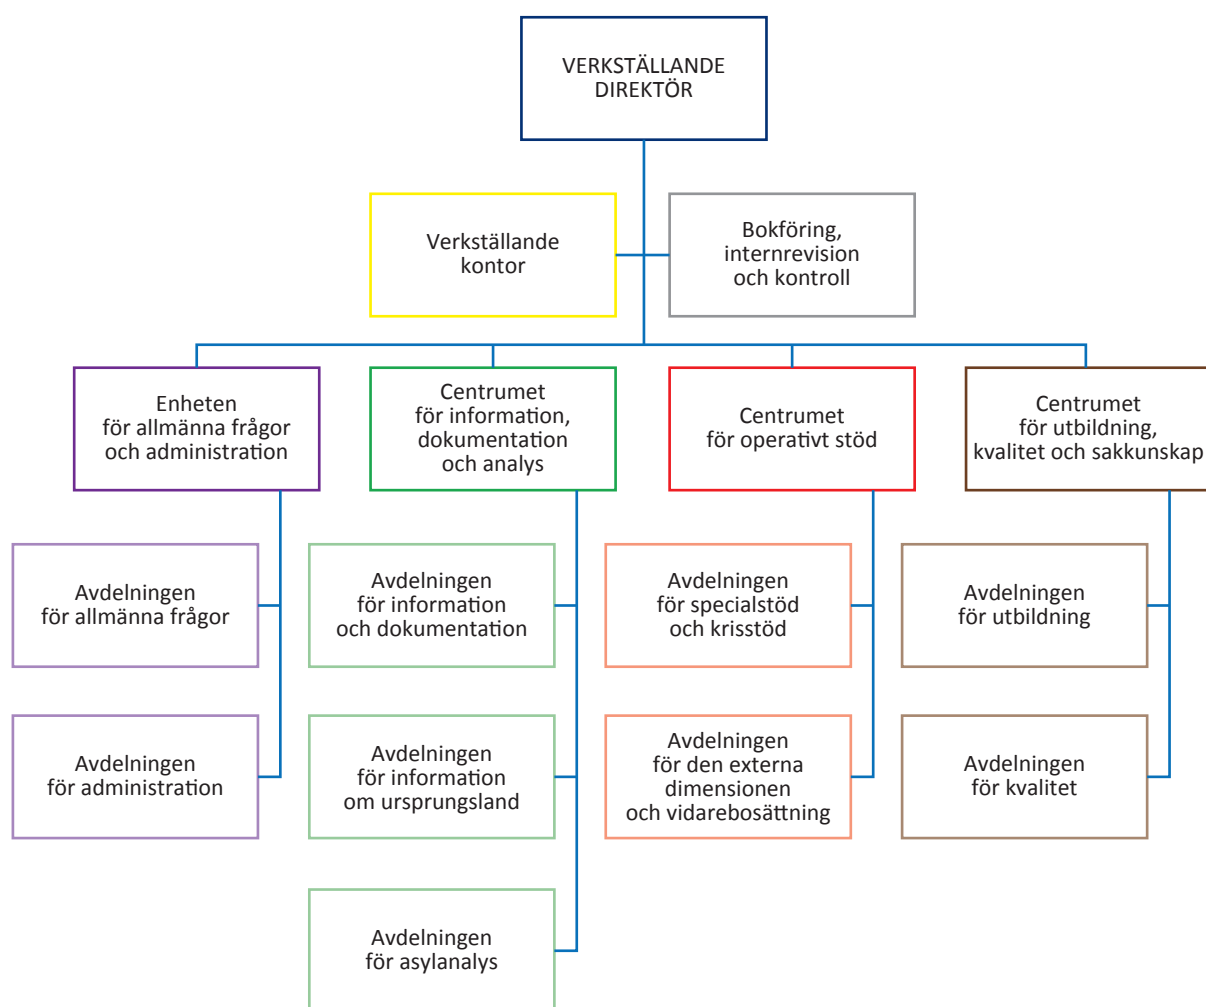 VERKSTÄLLANDE
DIREKTÖR
Verkställande
kontor
Bokföring,
internrevision
och kontroll
Enheten
för allmänna frågor
och administration
Centrumet
för information,
dokumentation
och analys
Centrumet
för operativt stöd
Centrumet
för utbildning,
kvalitet och sakkunskap
Avdelningen
för allmänna frågor
Avdelningen
för information
och dokumentation
Avdelningen
för specialstöd
och krisstöd
Avdelningen
för utbildning
Avdelningen
för administration
Avdelningen
för information
om ursprungsland
Avdelningen
för den externa
dimensionen
och vidarebosättning
Avdelningen
för kvalitet
Avdelningen
för asylanalys